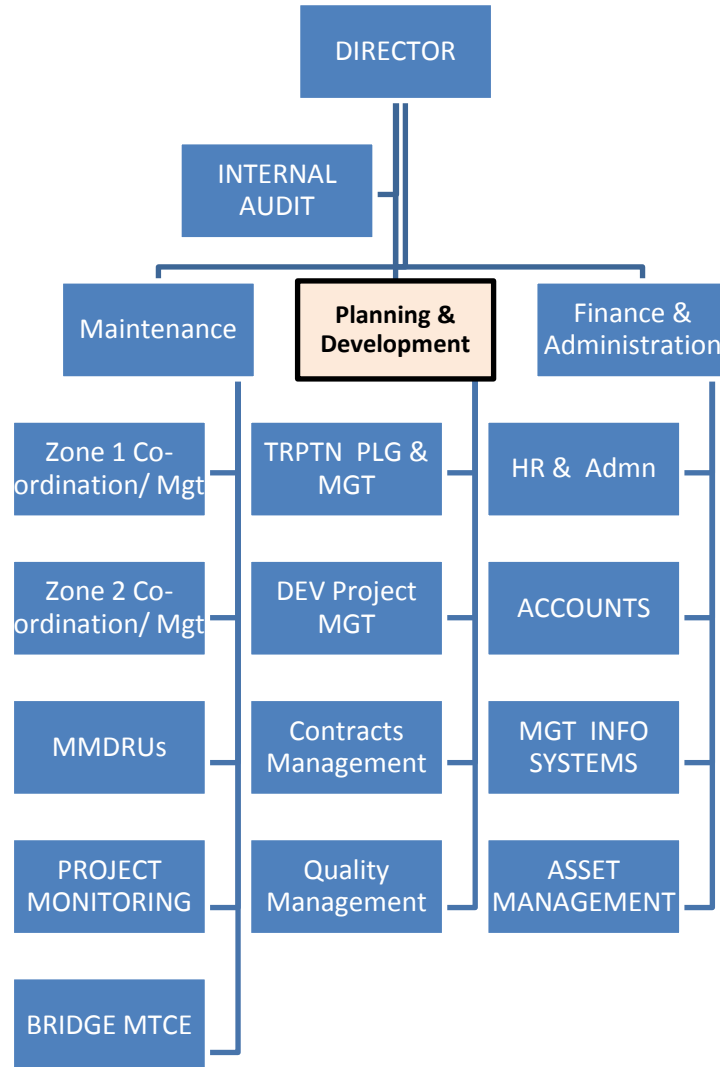 DIRECTOR
INTERNAL
AUDIT
Maintenance
Planning &
Development
Finance &
Administration
Zone 1 Co-
ordination/ Mgt
TRPTN PLG &
MGT
HR & Admn
Zone 2 Co-
ordination/ Mgt
DEV Project
MGT
ACCOUNTS
MMDRUs
Contracts
Management
MGT INFO
SYSTEMS
PROJECT
MONITORING
Quality
Management
ASSET
MANAGEMENT
BRIDGE MTCE